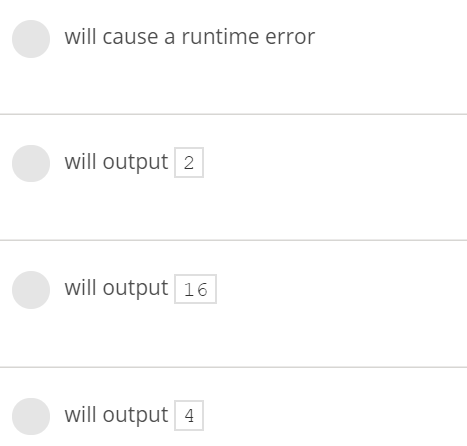 will cause a runtime error
will output 2
will output 16
will output 4